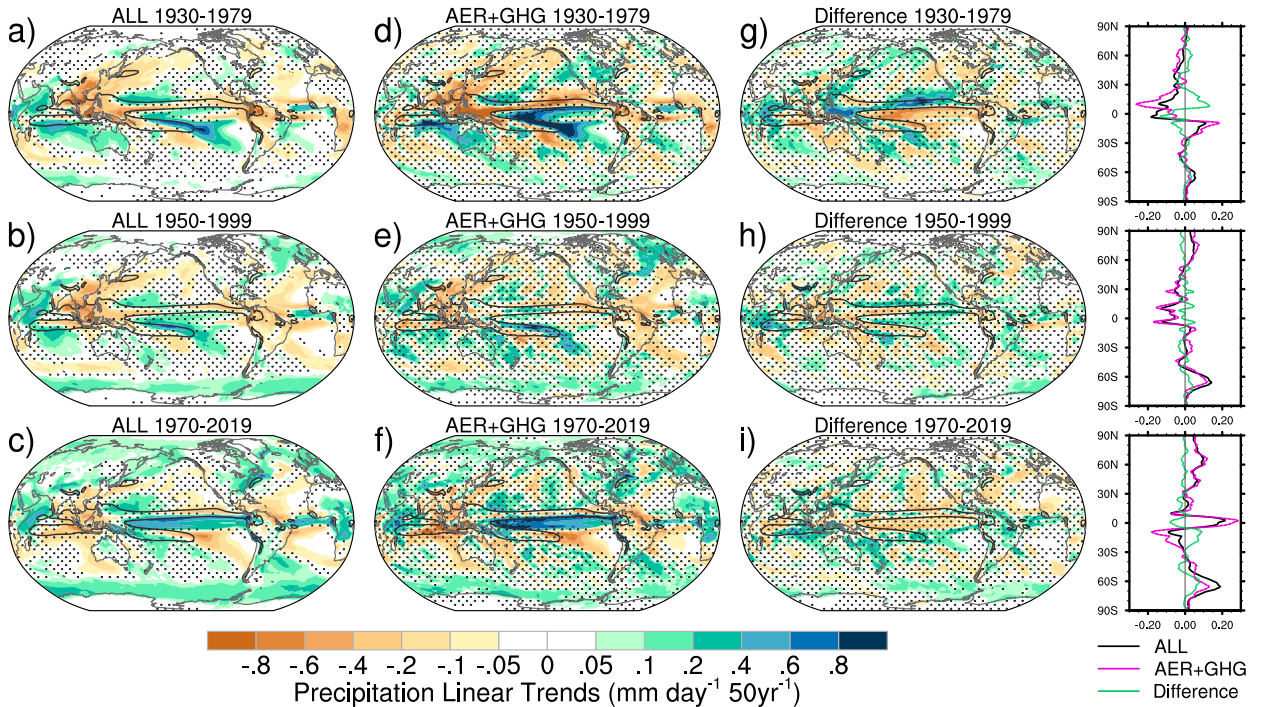 a) ALL 1930-1979
d) AER+GHG 1930-1979
g) Difference 1930-1979
90N
60N
30N
0
30S
60S
90S
-0.20 0.00 0.20
b) ALL 1950-1999
e) AER+GHG 1950-1999
h) Difference 1950-1999
90N
60N
30N
0
30S
60S
90S
-0.20 0.00 0.20
c) ALL 1970-2019
f) AER+GHG 1970-2019
i) Difference 1970-2019
90N
60N
30N
0
30S
60S
90S
-0.20 0.00 0.20
-.8 -.6 -.4 -.2 -.1 -.05 0 .05 .1 .2 .4 .6 .8
Precipitation Linear Trends (mm day⁻¹ 50yr⁻¹)
ALL
AER+GHG
Difference